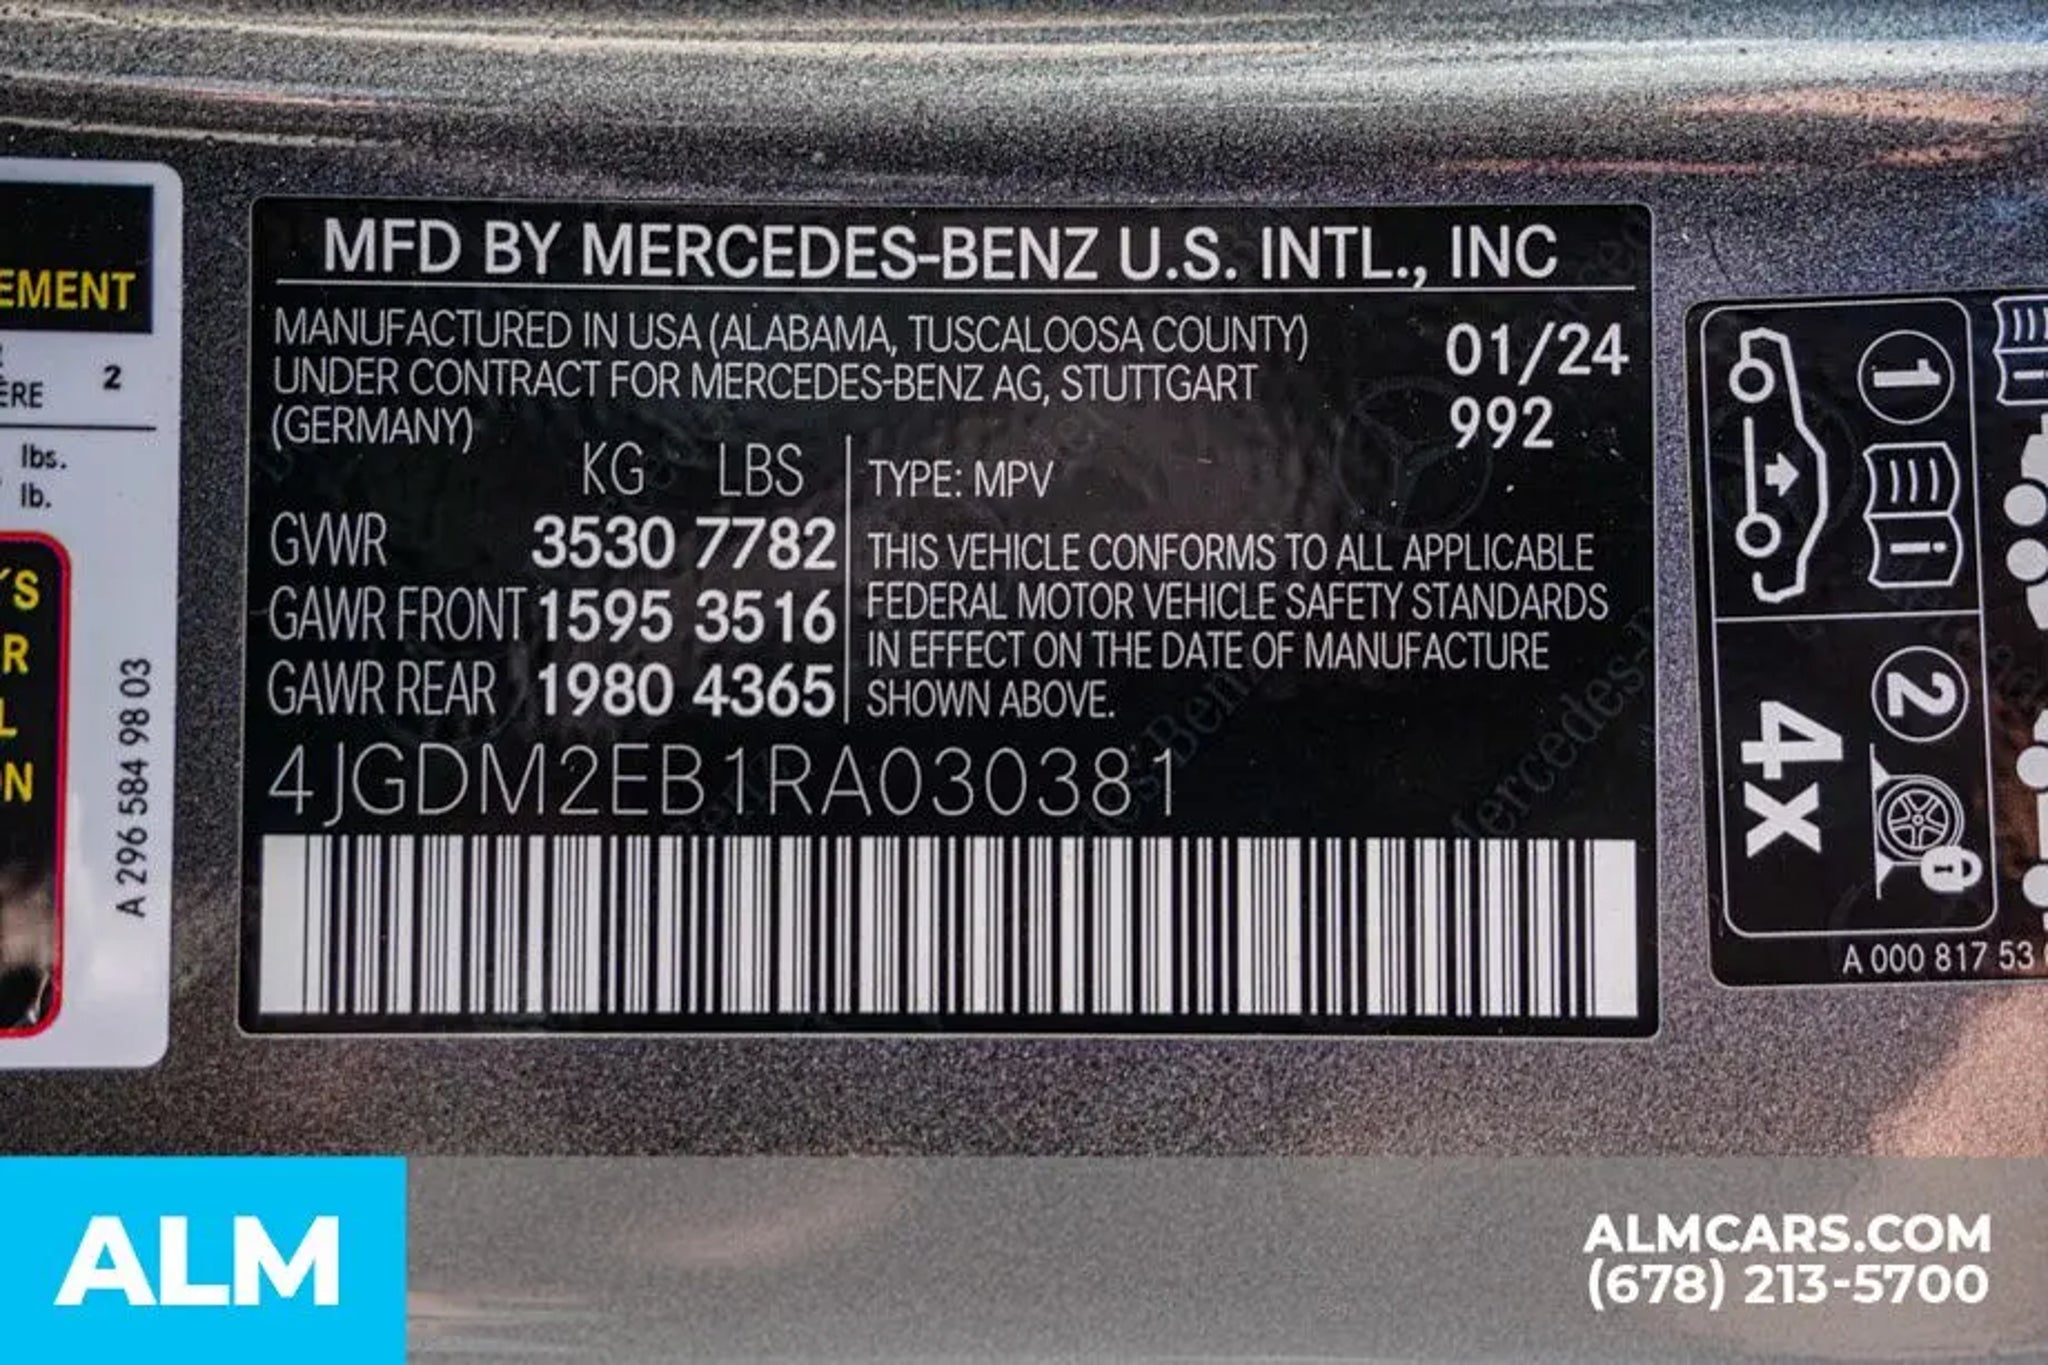 EMENT
ÈRE 2
lbs.
lb.
'S
R
L
ON
A 296 584 98 03
MFD BY MERCEDES-BENZ U.S. INTL., INC
MANUFACTURED IN USA (ALABAMA, TUSCALOOSA COUNTY)
UNDER CONTRACT FOR MERCEDES-BENZ AG, STUTTGART
(GERMANY)
01/24
992
KG LBS
GVWR 3530 7782
GAWR FRONT 1595 3516
GAWR REAR 1980 4365
TYPE: MPV
THIS VEHICLE CONFORMS TO ALL APPLICABLE
FEDERAL MOTOR VEHICLE SAFETY STANDARDS
IN EFFECT ON THE DATE OF MANUFACTURE
SHOWN ABOVE.
4JGDM2EB1RA030381
1
2
4x
A 000 817 53
ALM
ALMCARS.COM
(678) 213-5700